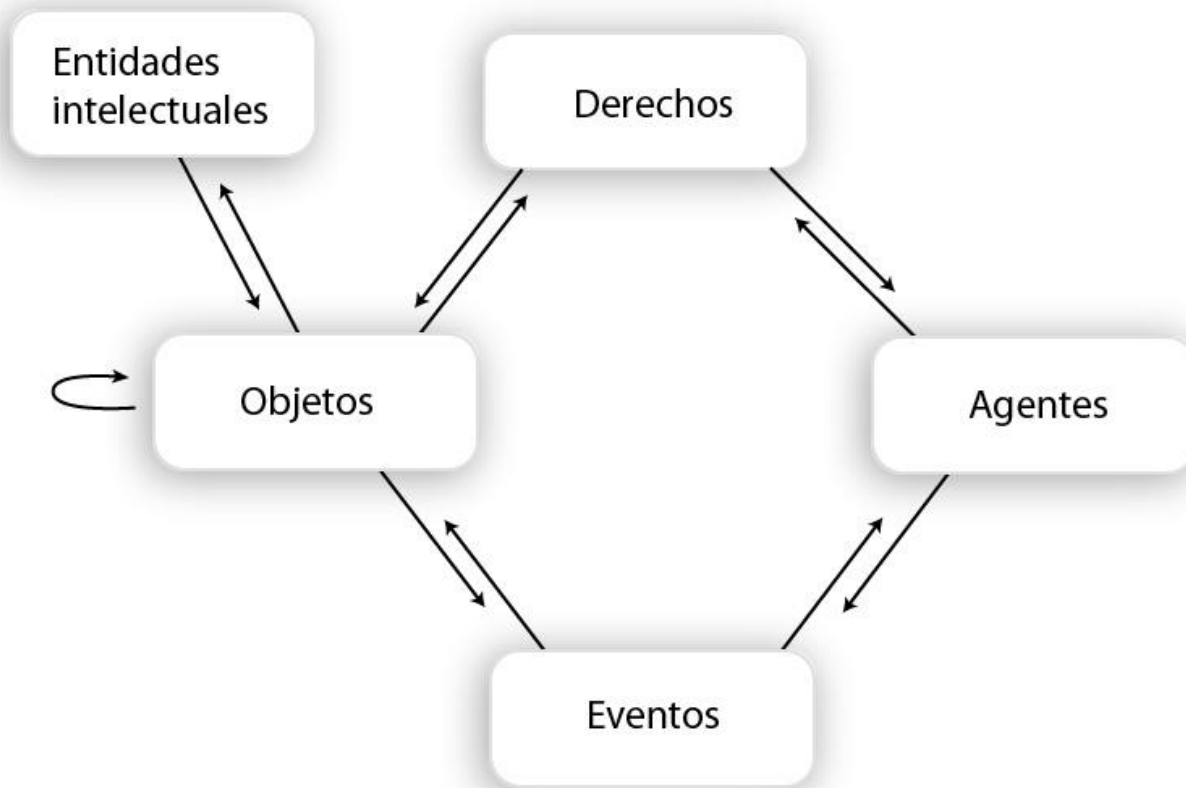 Entidades
intelectuales
Derechos
Objetos
Agentes
Eventos